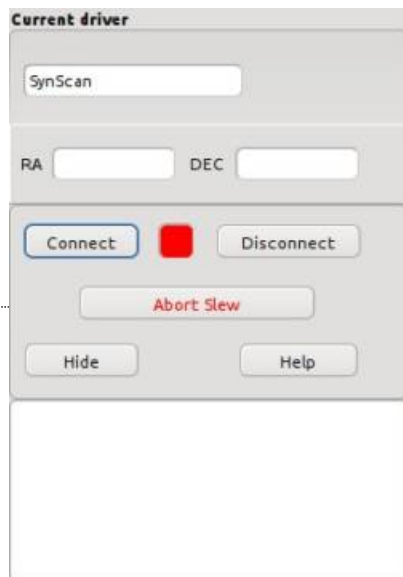 Current driver
SynScan
RA DEC
Connect Disconnect
Abort Slew
Hide Help